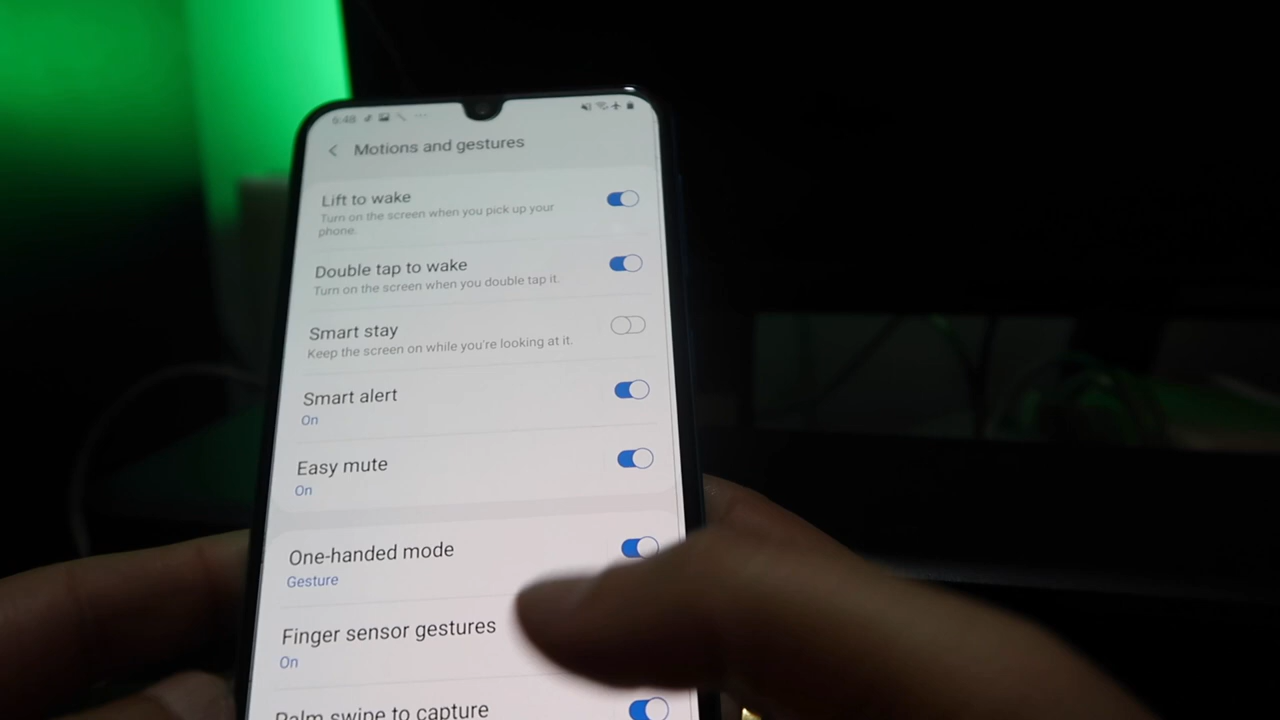 6:48
Motions and gestures
Lift to wake
Turn on the screen when you pick up your
phone.
Double tap to wake
Turn on the screen when you double tap it.
Smart stay
Keep the screen on while you're looking at it.
Smart alert
On
Easy mute
On
One-handed mode
Gesture
Finger sensor gestures
On
Palm swipe to capture